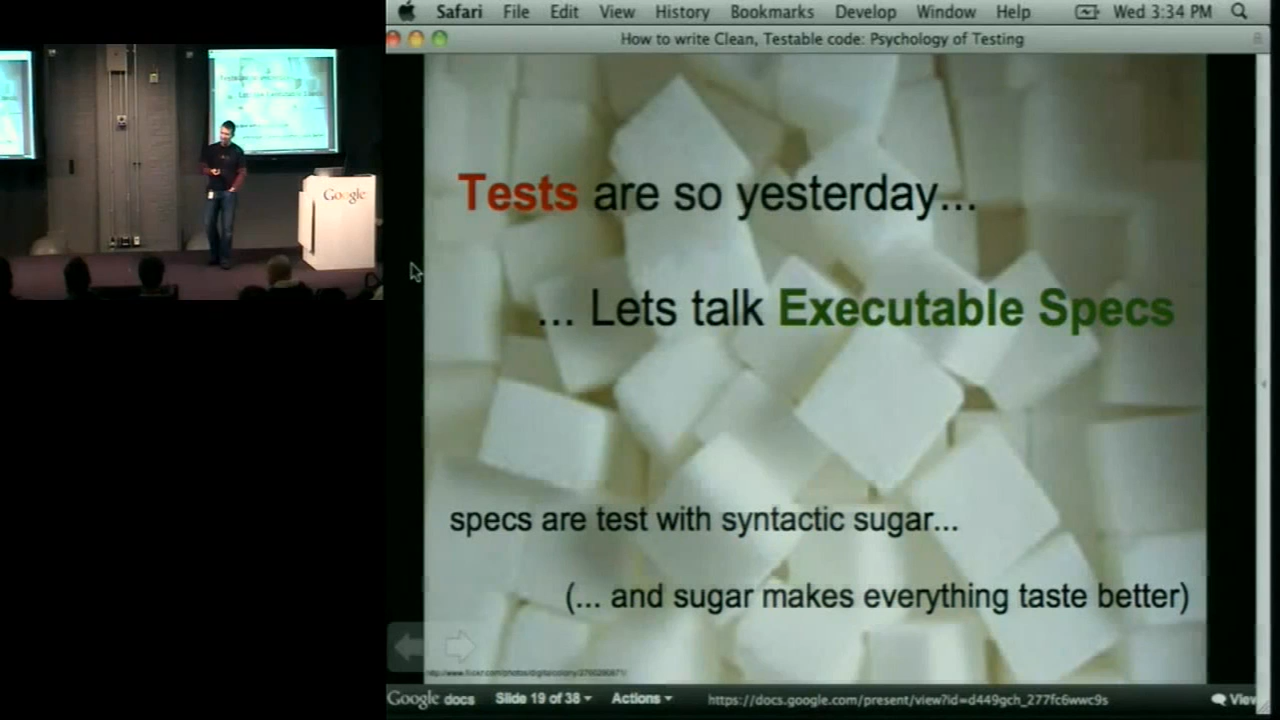 Safari File Edit View History Bookmarks Develop Window Help Wed 3:34 PM
How to write Clean, Testable code: Psychology of Testing
Tests are so yesterday...
... Lets talk Executable Specs
specs are test with syntactic sugar...
(... and sugar makes everything taste better)
Google
Google docs Slide 19 of 38 Actions https://docs.google.com/present/view?id=d449gch_277fc6wwc9s View